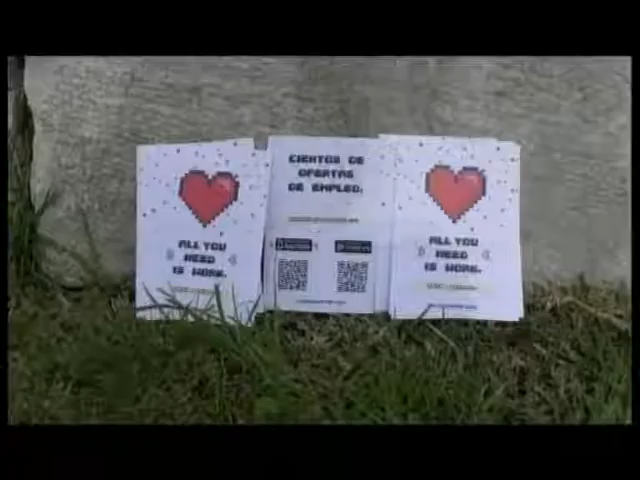 ALL YOU
NEED
IS WORK.
CIENTOS DE
OFERTAS
DE EMPLEO.
ALL YOU
NEED
IS WORK.